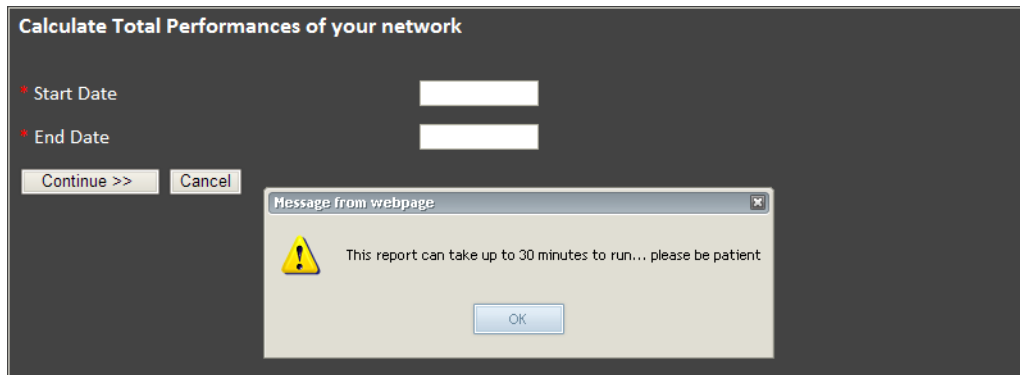 Calculate Total Performances of your network
* Start Date
* End Date
Continue >> Cancel
Message from webpage
This report can take up to 30 minutes to run... please be patient
OK